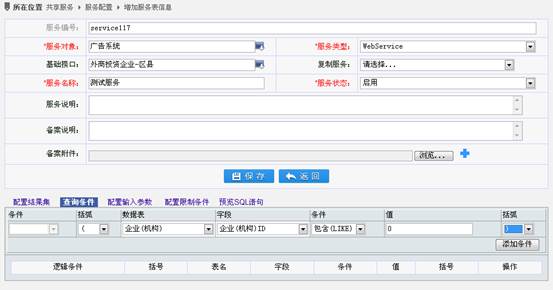 所在位置 共享服务 服务配置 增加服务表信息
服务编号: service117
*服务对象: 广告系统 *服务类型: WebService
基础接口: 外商投资企业-区县 复制服务: 请选择...
*服务名称: 测试服务 *服务状态: 启用
服务说明:
备案说明:
备案附件: 浏览...
保存 返回
配置结果集 查询条件 配置输入参数 配置限制条件 预览SQL语句
条件 括弧 数据表 字段 条件 值 括弧
( 企业(机构) 企业(机构)ID 包含(LIKE) 0 )
添加条件
逻辑条件 括号 表名 字段 条件 值 括号 操作